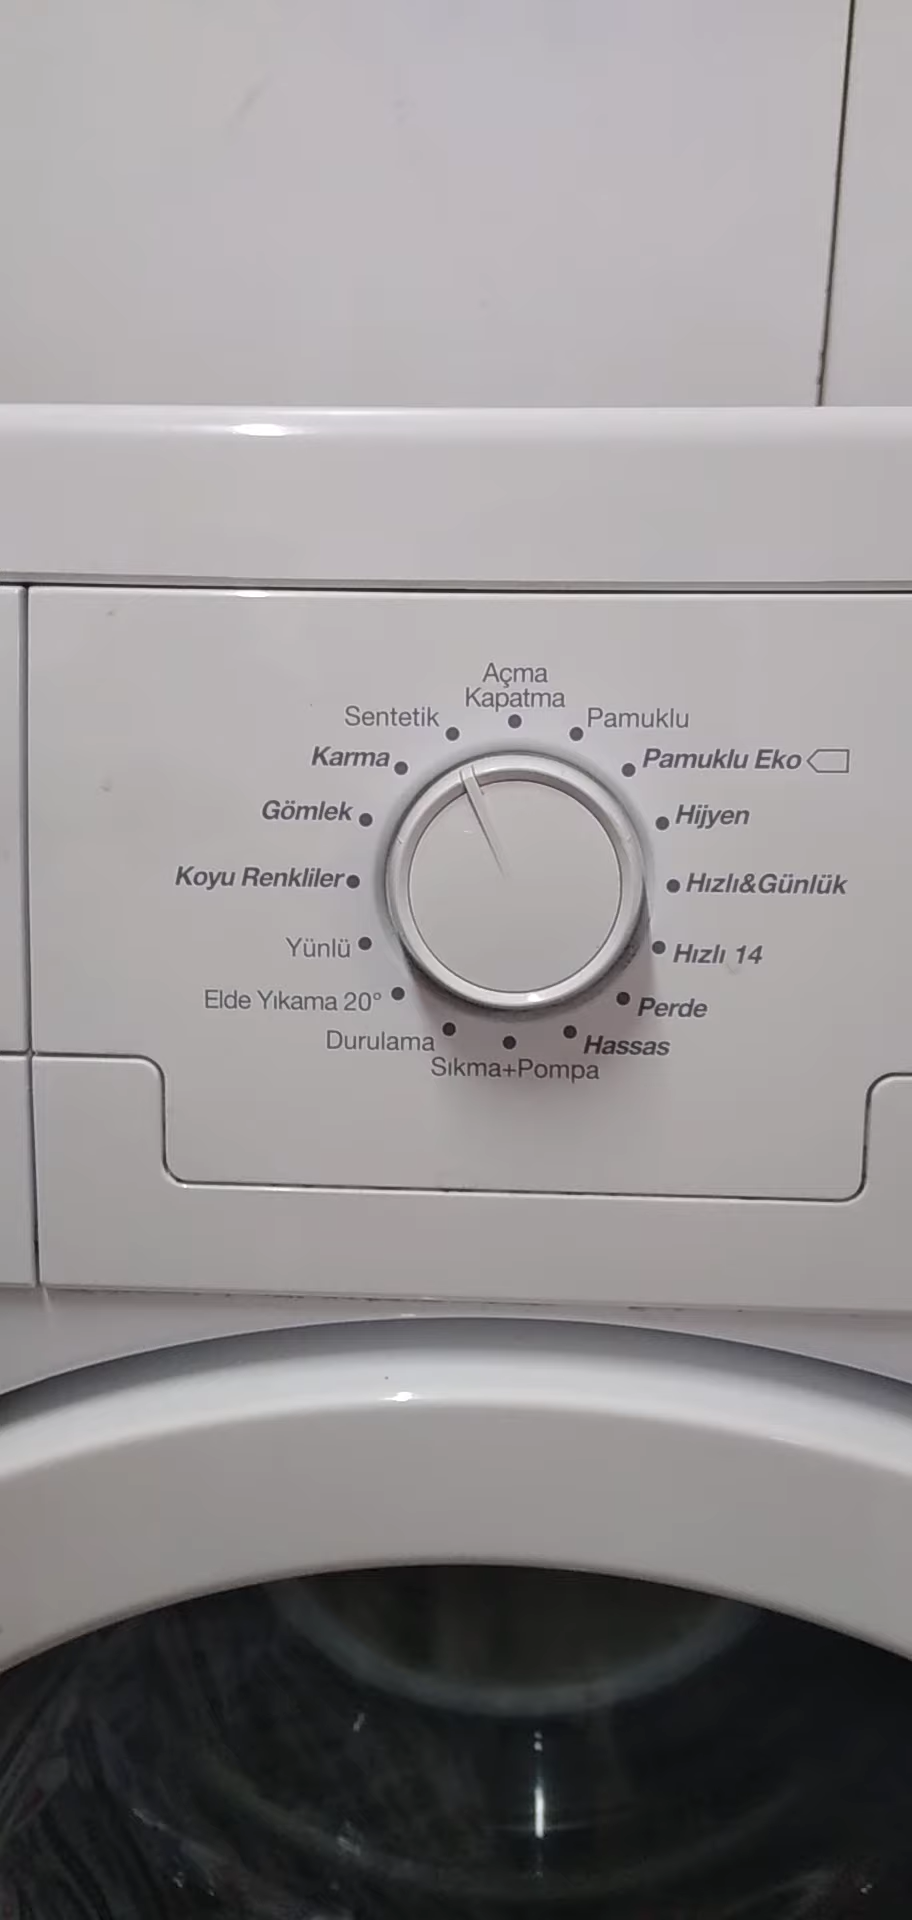 Açma
Kapatma
Sentetik
Pamuklu
Karma
Pamuklu Eko
Gömlek
Hijyen
Koyu Renkliler
Hızlı&Günlük
Yünlü
Hızlı 14
Elde Yıkama 20°
Perde
Durulama
Hassas
Sıkma+Pompa